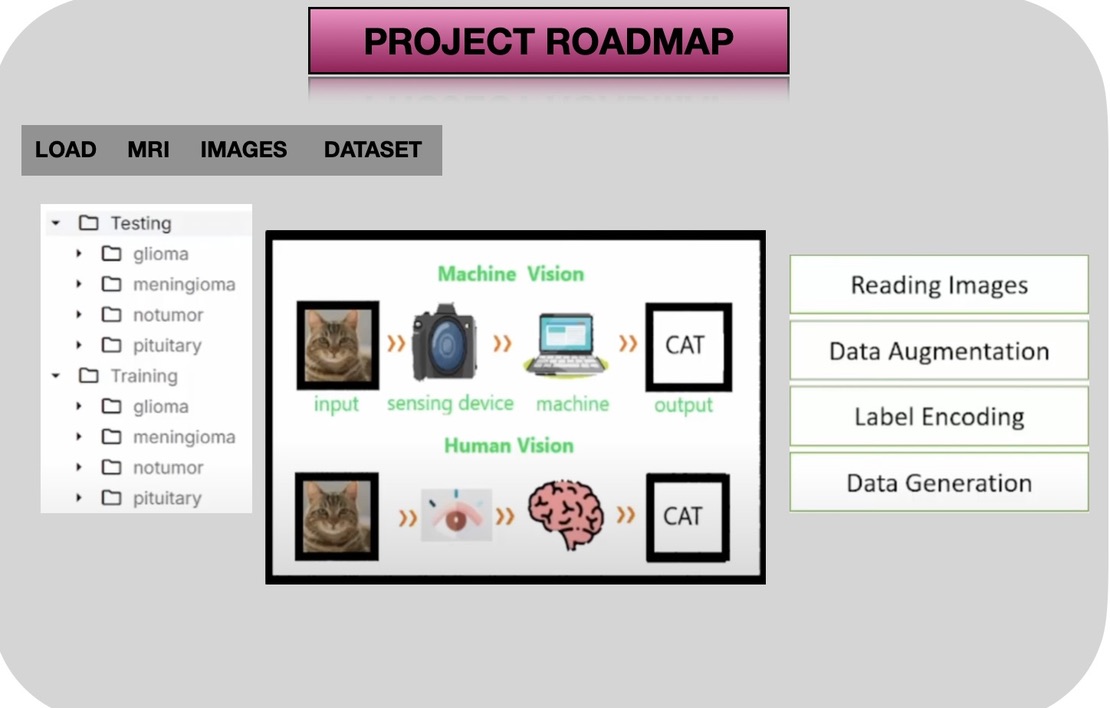 PROJECT ROADMAP
LOAD MRI IMAGES DATASET
Testing
glioma
meningioma
notumor
pituitary
Training
glioma
meningioma
notumor
pituitary
Machine Vision
CAT
input sensing device machine output
Human Vision
CAT
Reading Images
Data Augmentation
Label Encoding
Data Generation